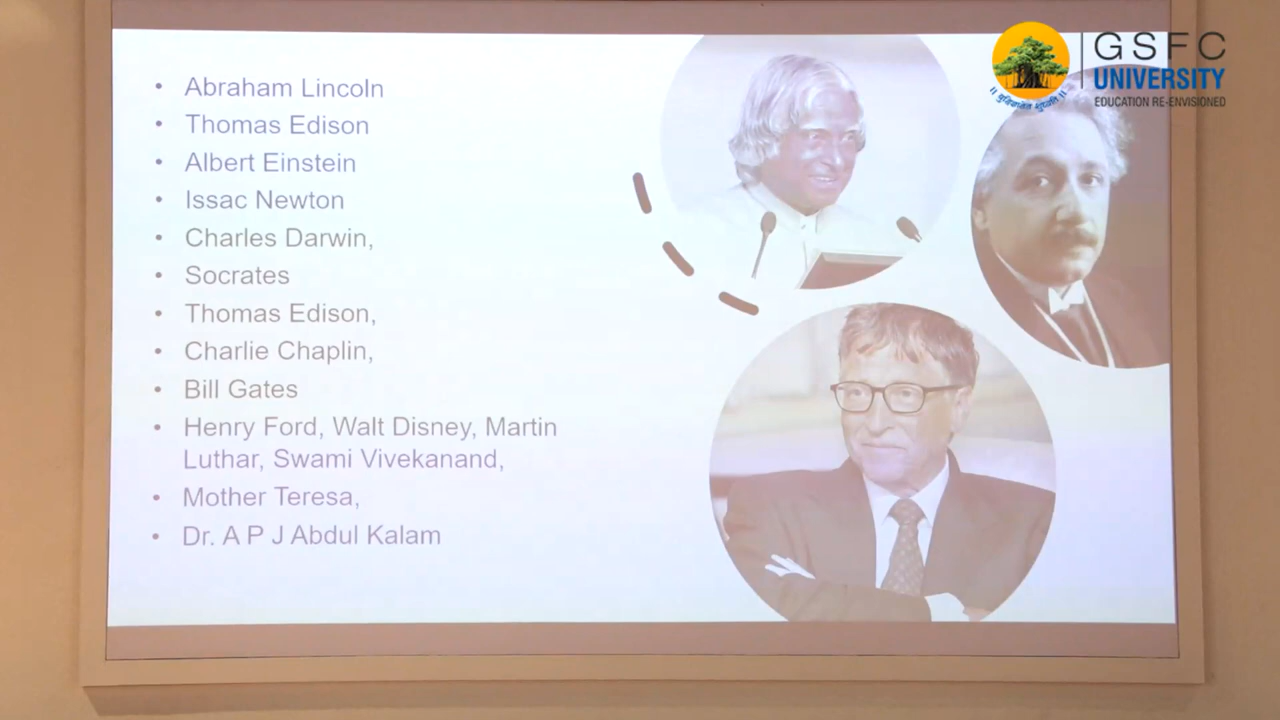 • Abraham Lincoln
• Thomas Edison
• Albert Einstein
• Issac Newton
• Charles Darwin,
• Socrates
• Thomas Edison,
• Charlie Chaplin,
• Bill Gates
• Henry Ford, Walt Disney, Martin
Luthar, Swami Vivekanand,
• Mother Teresa,
• Dr. A P J Abdul Kalam
GSFC
UNIVERSITY
EDUCATION RE-ENVISIONED